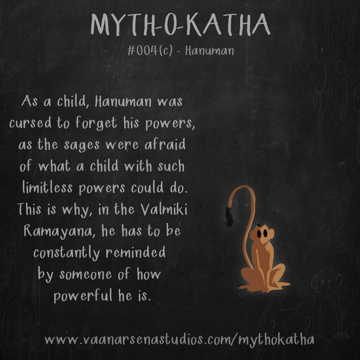 MYTH-O-KATHA
#004(c) - Hanuman
As a child, Hanuman was
cursed to forget his powers,
as the sages were afraid
of what a child with such
limitless powers could do.
This is why, in the Valmiki
Ramayana, he has to be
constantly reminded
by someone of how
powerful he is.
www.vaanarsenastudios.com/mythokatha